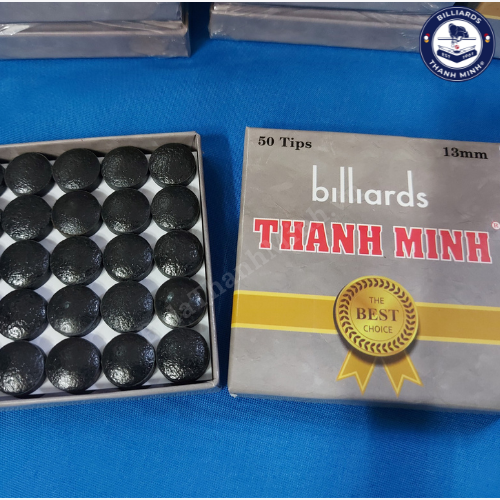 BILLIARDS
THANH MINH®
50 Tips 13mm
billiards
THANH MINH®
THE
BEST
CHOICE